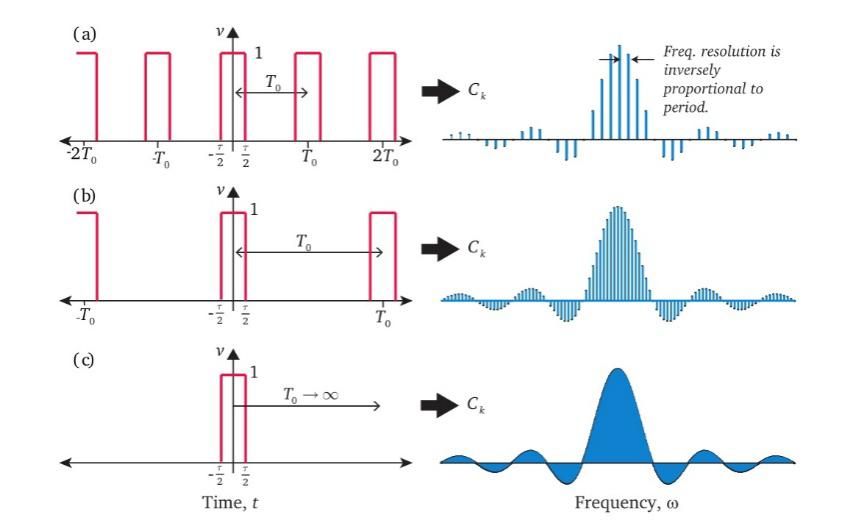 (a)
ν
1
T₀
-2T₀ -T₀ -τ/2 τ/2 T₀ 2T₀
Cₖ
Freq. resolution is
inversely
proportional to
period.
(b)
ν
1
T₀
-T₀ -τ/2 τ/2 T₀
Cₖ
(c)
ν
1
T₀ → ∞
-τ/2 τ/2
Cₖ
Time, t
Frequency, ω